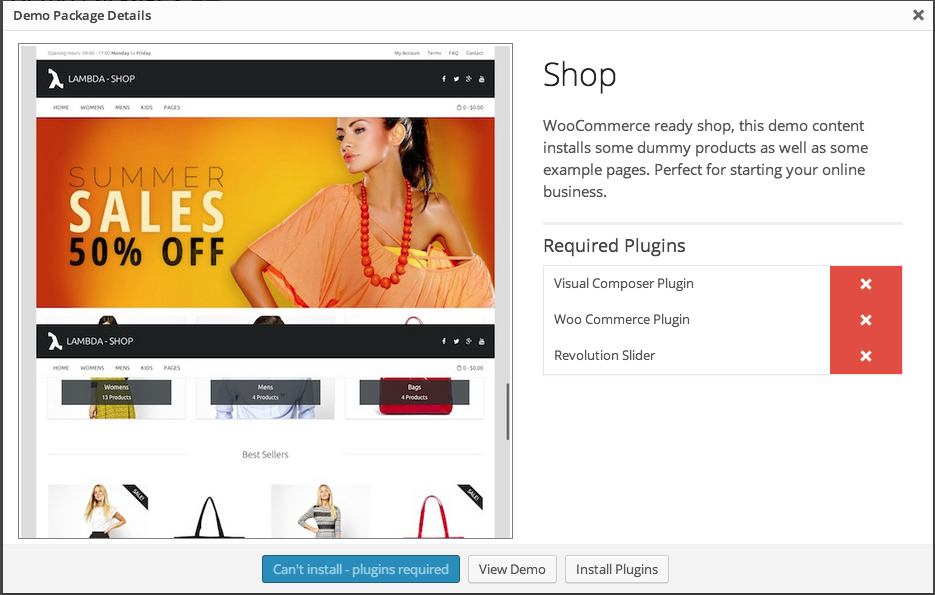 Demo Package Details
Opening Hours: 09:00 - 17:00 Monday to Friday
My Account Terms FAQ Contact
LAMBDA - SHOP
HOME WOMENS MENS KIDS PAGES
0 - $0.00
SUMMER
SALES
50% OFF
LAMBDA - SHOP
HOME WOMENS MENS KIDS PAGES
0 - $0.00
Womens
13 Products
Mens
4 Products
Bags
4 Products
Best Sellers
SALE!
SALE!
Shop
WooCommerce ready shop, this demo content
installs some dummy products as well as some
example pages. Perfect for starting your online
business.
Required Plugins
Visual Composer Plugin
Woo Commerce Plugin
Revolution Slider
Can't install - plugins required
View Demo
Install Plugins